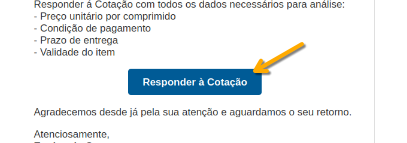 Responder á Cotação com todos os dados necessários para análise:
- Preço unitário por comprimido
- Condição de pagamento
- Prazo de entrega
- Validade do item
Responder à Cotação
Agradecemos desde já pela sua atenção e aguardamos o seu retorno.
Atenciosamente,